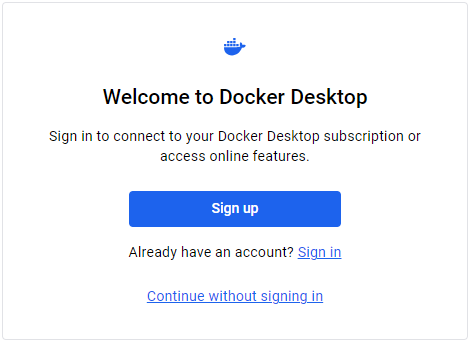 Welcome to Docker Desktop
Sign in to connect to your Docker Desktop subscription or
access online features.
Sign up
Already have an account? Sign in
Continue without signing in